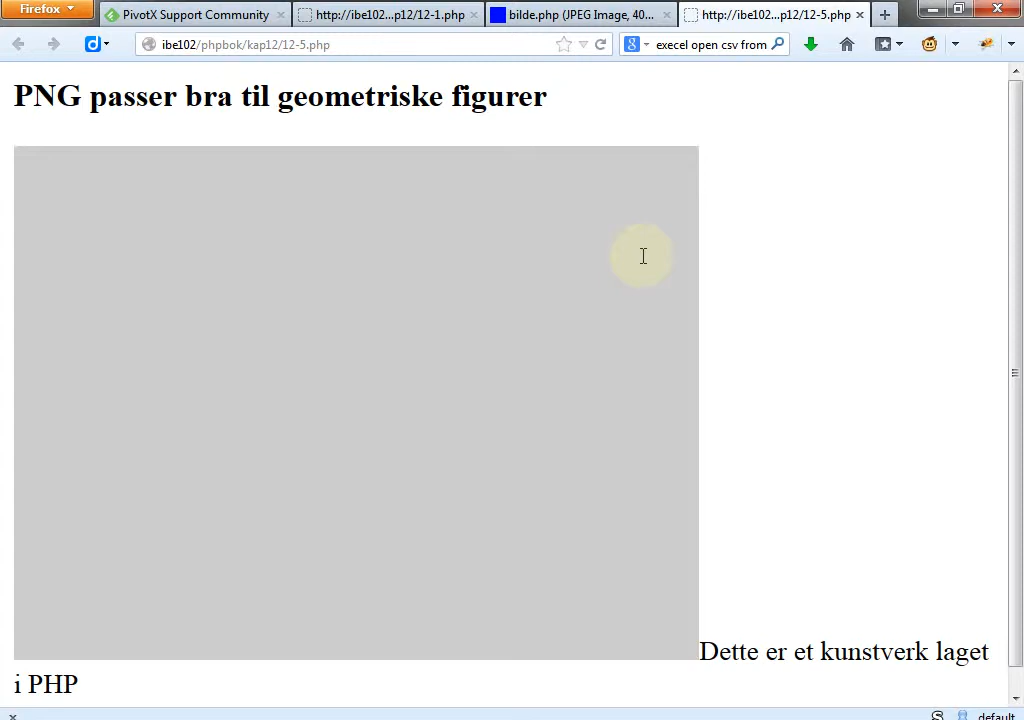 Firefox
PivotX Support Community
http://ibe102...p12/12-1.php
bilde.php (JPEG Image, 40...
http://ibe102...p12/12-5.php
ibe102/phpbok/kap12/12-5.php
execel open csv from
PNG passer bra til geometriske figurer
Dette er et kunstverk laget
i PHP
default